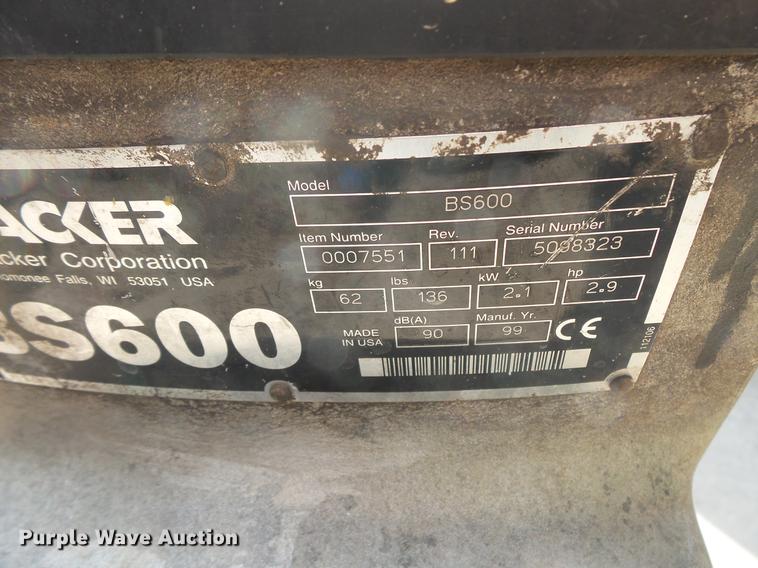 ACKER
cker Corporation
omonee Falls, WI 53051, USA
BS600
Model
BS600
Item Number Rev. Serial Number
0007551 111
kg lbs kW hp
62 136 2.1 2.9
dB(A) Manuf. Yr.
MADE IN USA
90 99 CE
112106
Purple Wave Auction